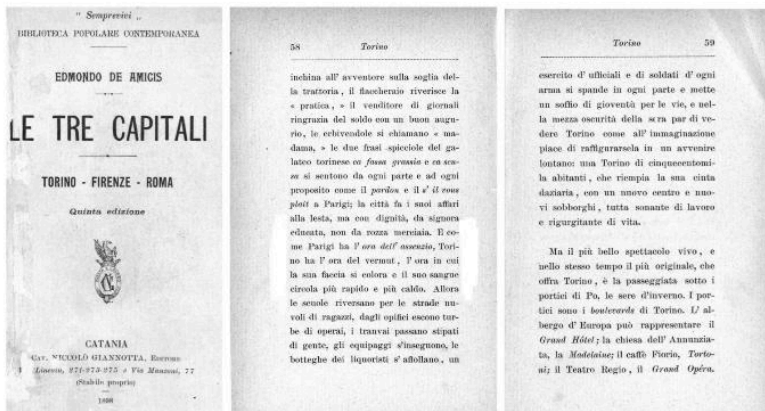 " Semprevivi „
BIBLIOTECA POPOLARE CONTEMPORANEA
EDMONDO DE AMICIS
LE TRE CAPITALI
TORINO - FIRENZE - ROMA
Quinta edizione
CATANIA
CAV. NICCOLÒ GIANNOTTA, EDITORE
Lincoln, 271-273-275 e Via Manzoni, 77
(Stabile proprio)
1898
58 Torino
inchina all' avventore sulla soglia del-
la trattoria, il fiaccheraio riverisce la
« pratica, » il venditore di giornali
ringrazia del soldo con un buon augu-
rio, le erbivendole si chiamano « ma-
dama, » le due frasi spicciole del ga-
lateo torinese ca fassa grassia e ca scu-
sa si sentono da ogni parte e ad ogni
proposito come il pardon e il s' il vous
plait a Parigi; la città fa i suoi affari
alla lesta, ma con dignità, da signora
educata, non da rozza merciaia. E co-
me Parigi ha l' ora dell' assenzio, Tori-
no ha l' ora del vermut, l' ora in cui
la sua faccia si colora e il suo sangue
circola più rapido e più caldo. Allora
le scuole riversano per le strade nu-
voli di ragazzi, dagli opifici escono tur-
be di operai, i tranvai passano stipati
di gente, gli equipaggi s'inseguono, le
botteghe dei liquoristi s' affollano, un
Torino 59
esercito d' ufficiali e di soldati d' ogni
arma si spande in ogni parte e mette
un soffio di gioventù per le vie, e nel-
la mezza oscurità della sera par di ve-
dere Torino come all' immaginazione
piace di raffigurarsela in un avvenire
lontano: una Torino di cinquecentomi-
la abitanti, che riempia la sua cinta
daziaria, con un nuovo centro e nuo-
vi sobborghi, tutta sonante di lavoro
e rigurgitante di vita.
Ma il più bello spettacolo vivo, e
nello stesso tempo il più originale, che
offra Torino, è la passeggiata sotto i
portici di Po, le sere d'inverno. I por-
tici sono i boulevards di Torino. L' al-
bergo d' Europa può rappresentare il
Grand Hôtel; la chiesa dell' Annunzia-
ta, la Madelaine; il caffè Fiorio, Torto-
ni; il Teatro Regio, il Grand Opéra.